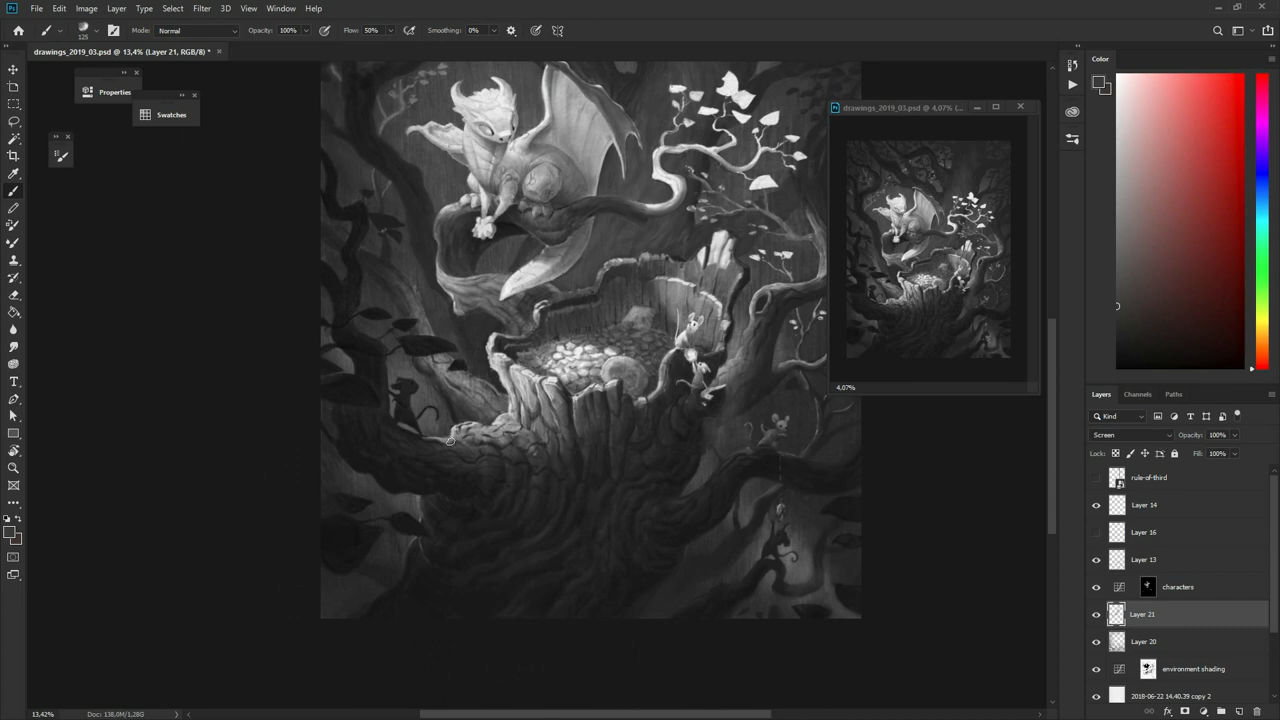 Ps File Edit Image Layer Type Select Filter 3D View Window Help
125 Mode: Normal Opacity: 100% Flow: 50% Smoothing: 0%
drawings_2019_03.psd @ 13,4% (Layer 21, RGB/8) *
Properties
Swatches
Ps drawings_2019_03.psd @ 4,07% (...
4,07%
Color
Layers Channels Paths
Kind
Screen Opacity: 100%
Lock: Fill: 100%
rule-of-third
Layer 14
Layer 16
Layer 13
characters
Layer 21
Layer 20
environment shading
2018-06-22 14.40.39 copy 2
13,42% Doc: 138,0M/1,28G